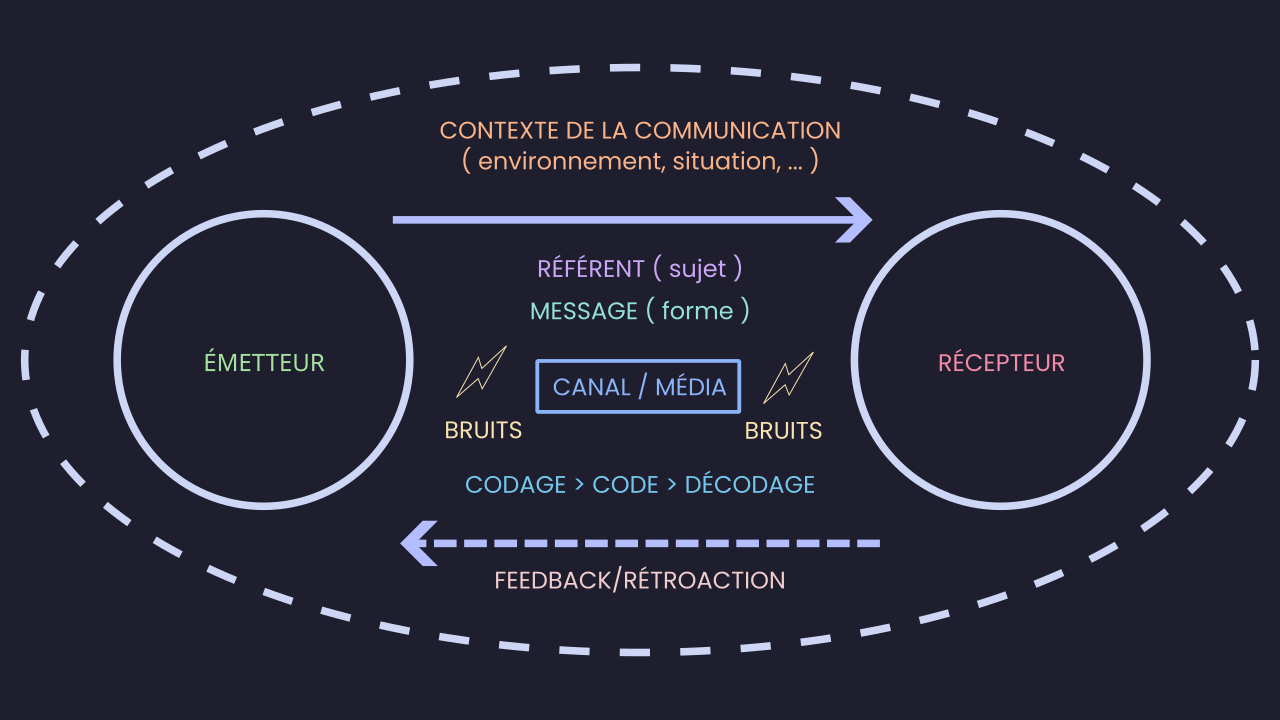 CONTEXTE DE LA COMMUNICATION
( environnement, situation, ... )
RÉFÉRENT ( sujet )
MESSAGE ( forme )
ÉMETTEUR
CANAL / MÉDIA
RÉCEPTEUR
BRUITS
BRUITS
CODAGE > CODE > DÉCODAGE
FEEDBACK/RÉTROACTION